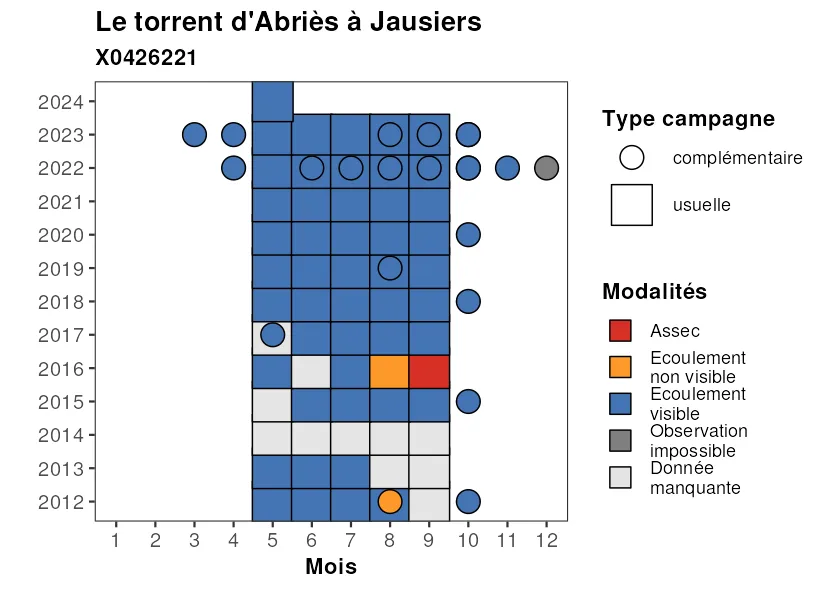 Le torrent d'Abriès à Jausiers
X0426221
2024
2023
2022
2021
2020
2019
2018
2017
2016
2015
2014
2013
2012
1 2 3 4 5 6 7 8 9 10 11 12
Mois
Type campagne
complémentaire
usuelle
Modalités
Assec
Ecoulement
non visible
Ecoulement
visible
Observation
impossible
Donnée
manquante